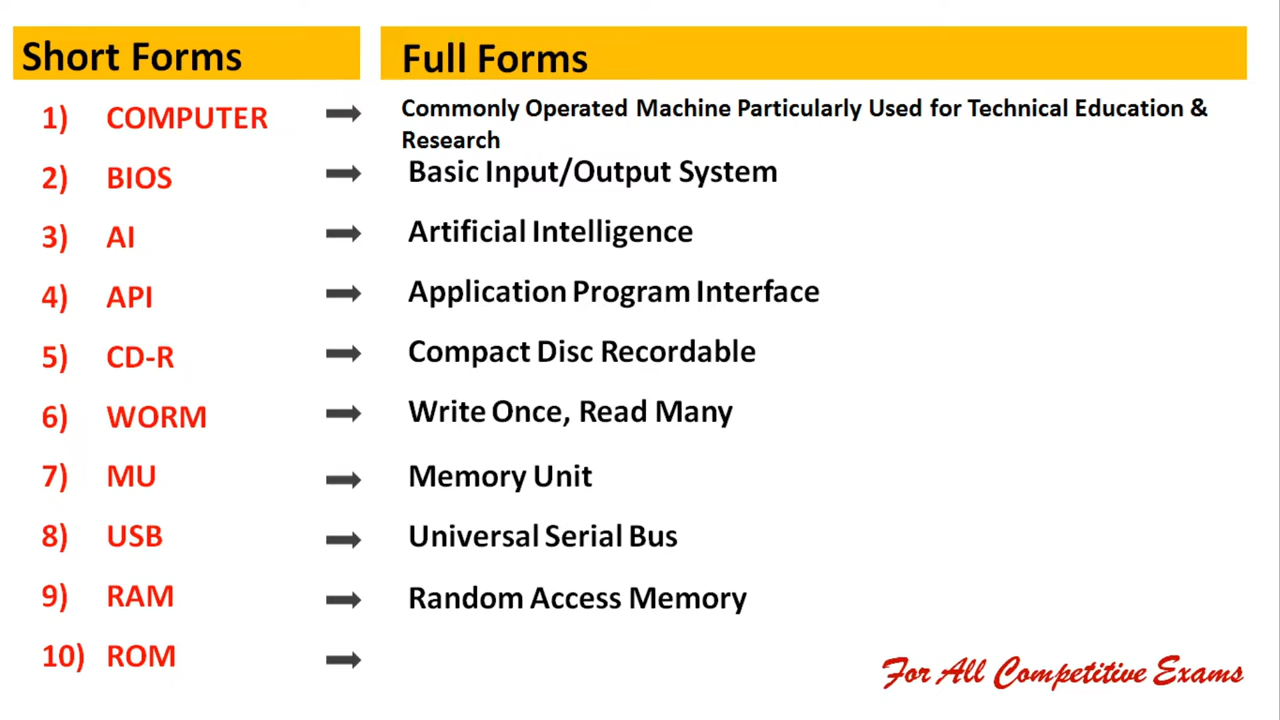 Short Forms Full Forms
1) COMPUTER Commonly Operated Machine Particularly Used for Technical Education &
Research
2) BIOS Basic Input/Output System
3) AI Artificial Intelligence
4) API Application Program Interface
5) CD-R Compact Disc Recordable
6) WORM Write Once, Read Many
7) MU Memory Unit
8) USB Universal Serial Bus
9) RAM Random Access Memory
10) ROM
For All Competitive Exams